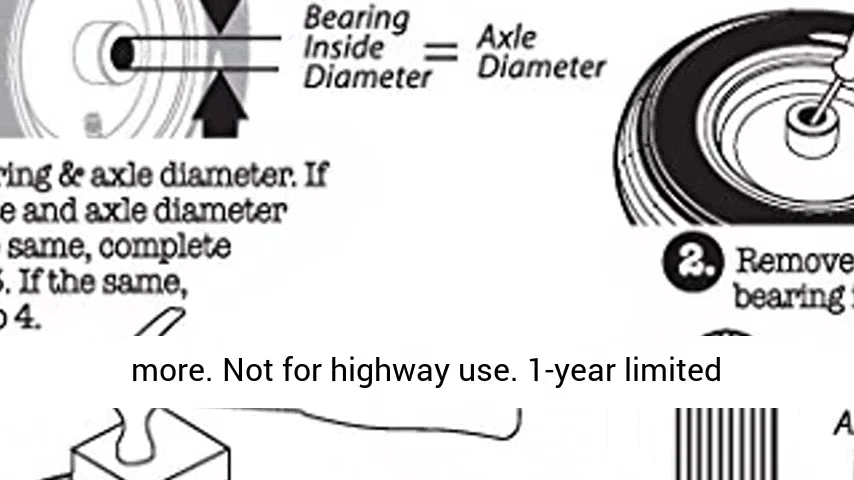 Bearing
Inside
Diameter
=
Axle
Diameter
ring & axle diameter. If
e and axle diameter
same, complete
. If the same,
4.
2. Remove
bearing
more. Not for highway use. 1-year limited
A